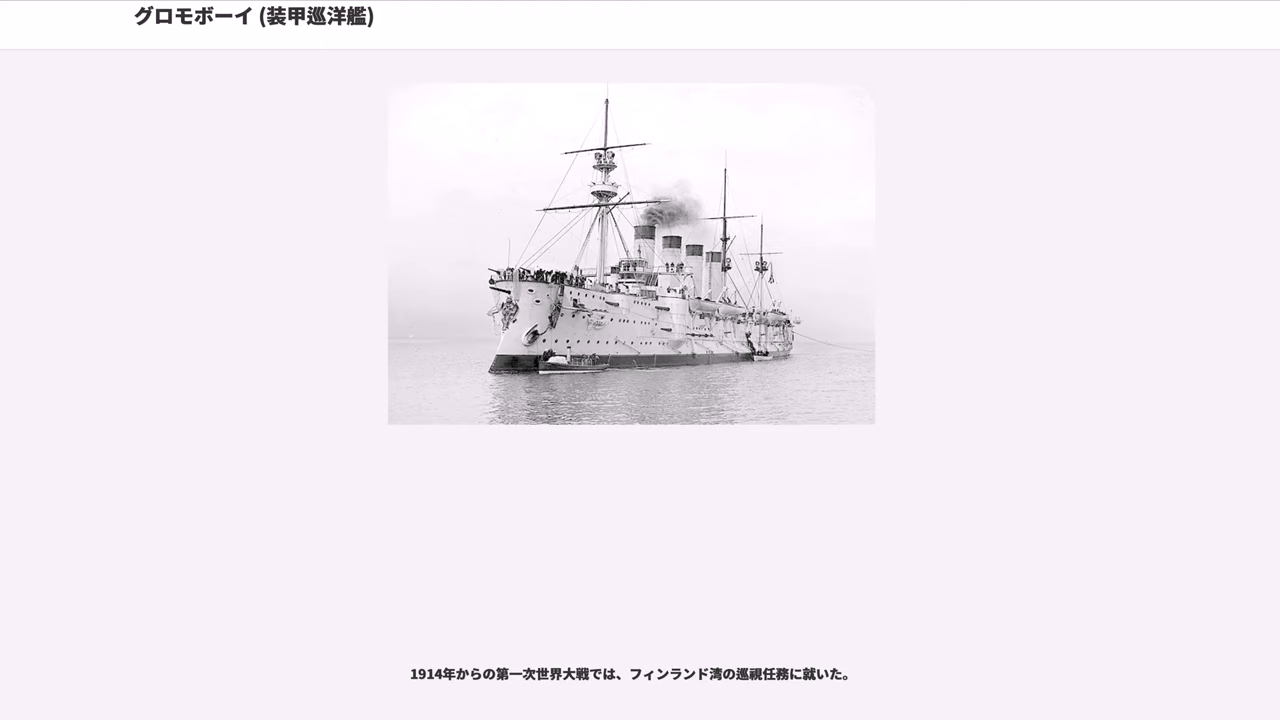 グロモボーイ (装甲巡洋艦)
1914年からの第一次世界大戦では、フィンランド湾の巡視任務に就いた。